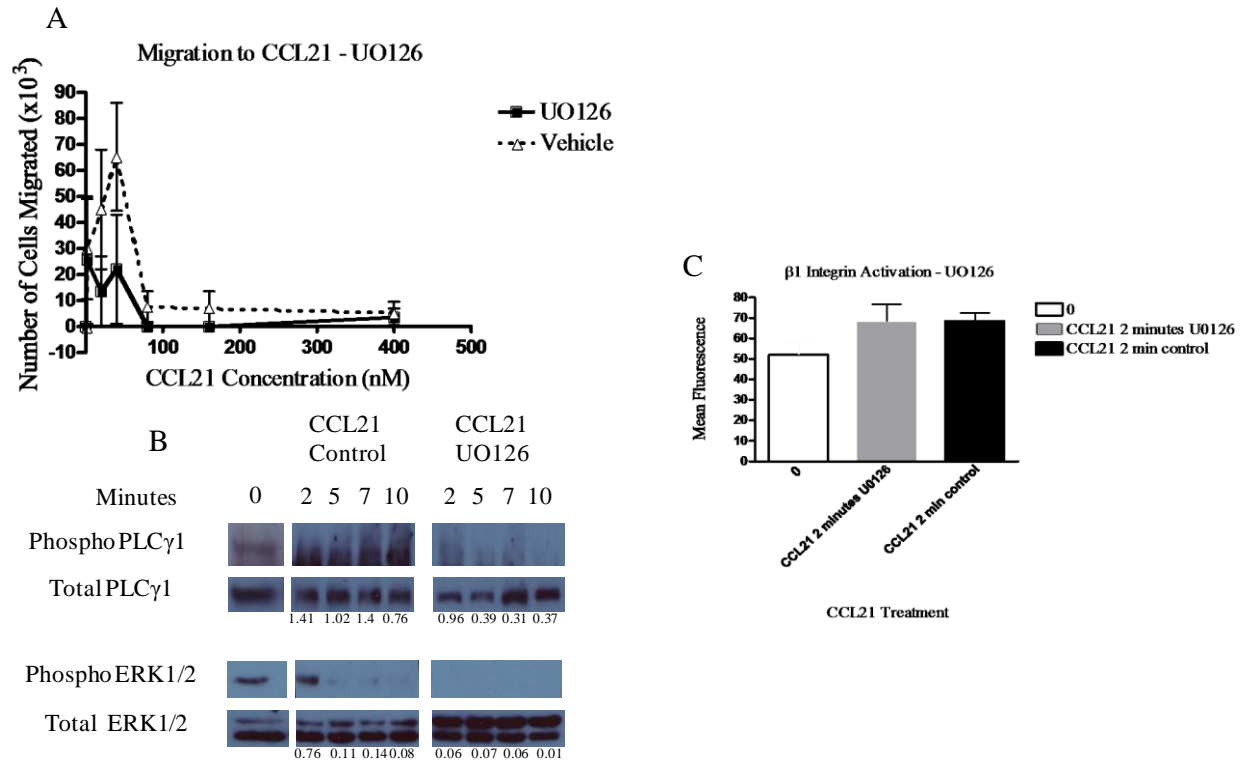 A
Migration to CCL21 - UO126
Number of Cells Migrated (x10³)
90
80
70
60
50
40
30
20
10
0
-10
100 200 300 400 500
CCL21 Concentration (nM)
UO126
Vehicle
B
CCL21 Control
CCL21 UO126
Minutes 0 2 5 7 10 2 5 7 10
Phospho PLCγ1
Total PLCγ1
1.41 1.02 1.4 0.76 0.96 0.39 0.31 0.37
Phospho ERK1/2
Total ERK1/2
0.76 0.11 0.14 0.08 0.06 0.07 0.06 0.01
C
β1 Integrin Activation - UO126
Mean Fluorescence
80
70
60
50
40
30
20
10
0
0
CCL21 2 minutes U0126
CCL21 2 min control
CCL21 Treatment
0
CCL21 2 minutes U0126
CCL21 2 min control